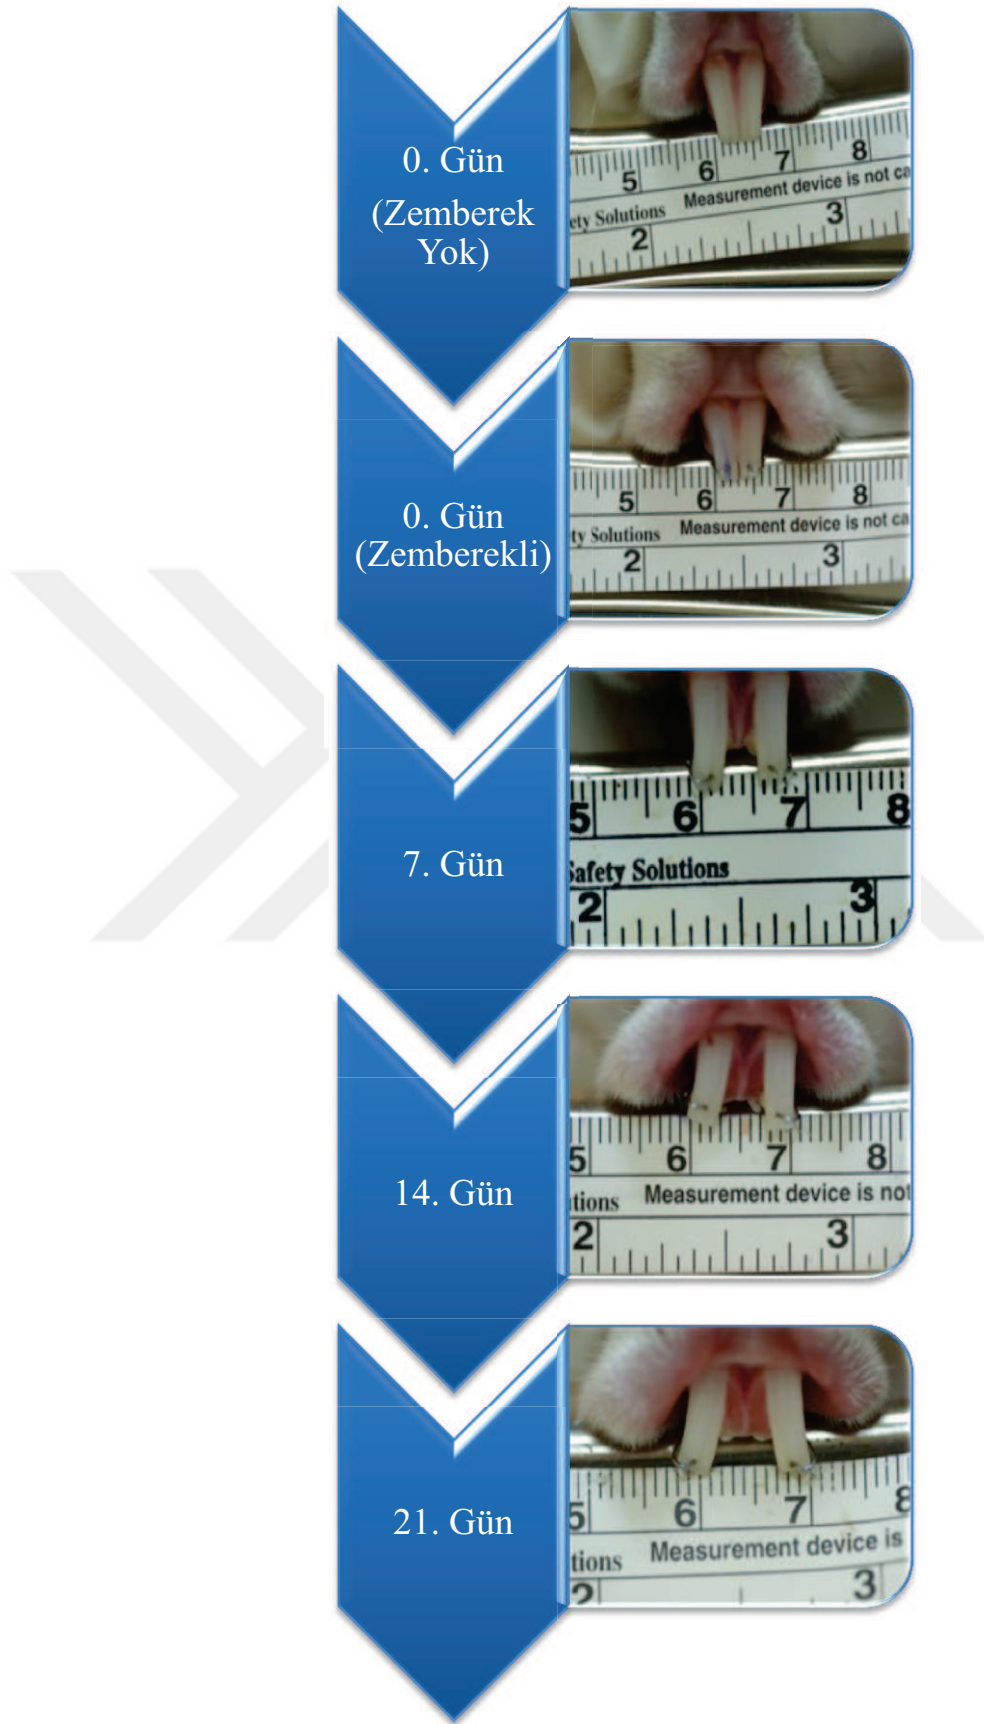 0. Gün
(Zemberek
Yok)
5 6 7 8
Measurement device is not ca
ety Solutions
2 3
0. Gün
(Zemberekli)
5 6 7 8
ty Solutions Measurement device is not ca
2 3
7. Gün
5 6 7 8
Safety Solutions
2 3
14. Gün
5 6 7 8
tions Measurement device is not
2 3
21. Gün
5 6 7 8
tions Measurement device is
2 3